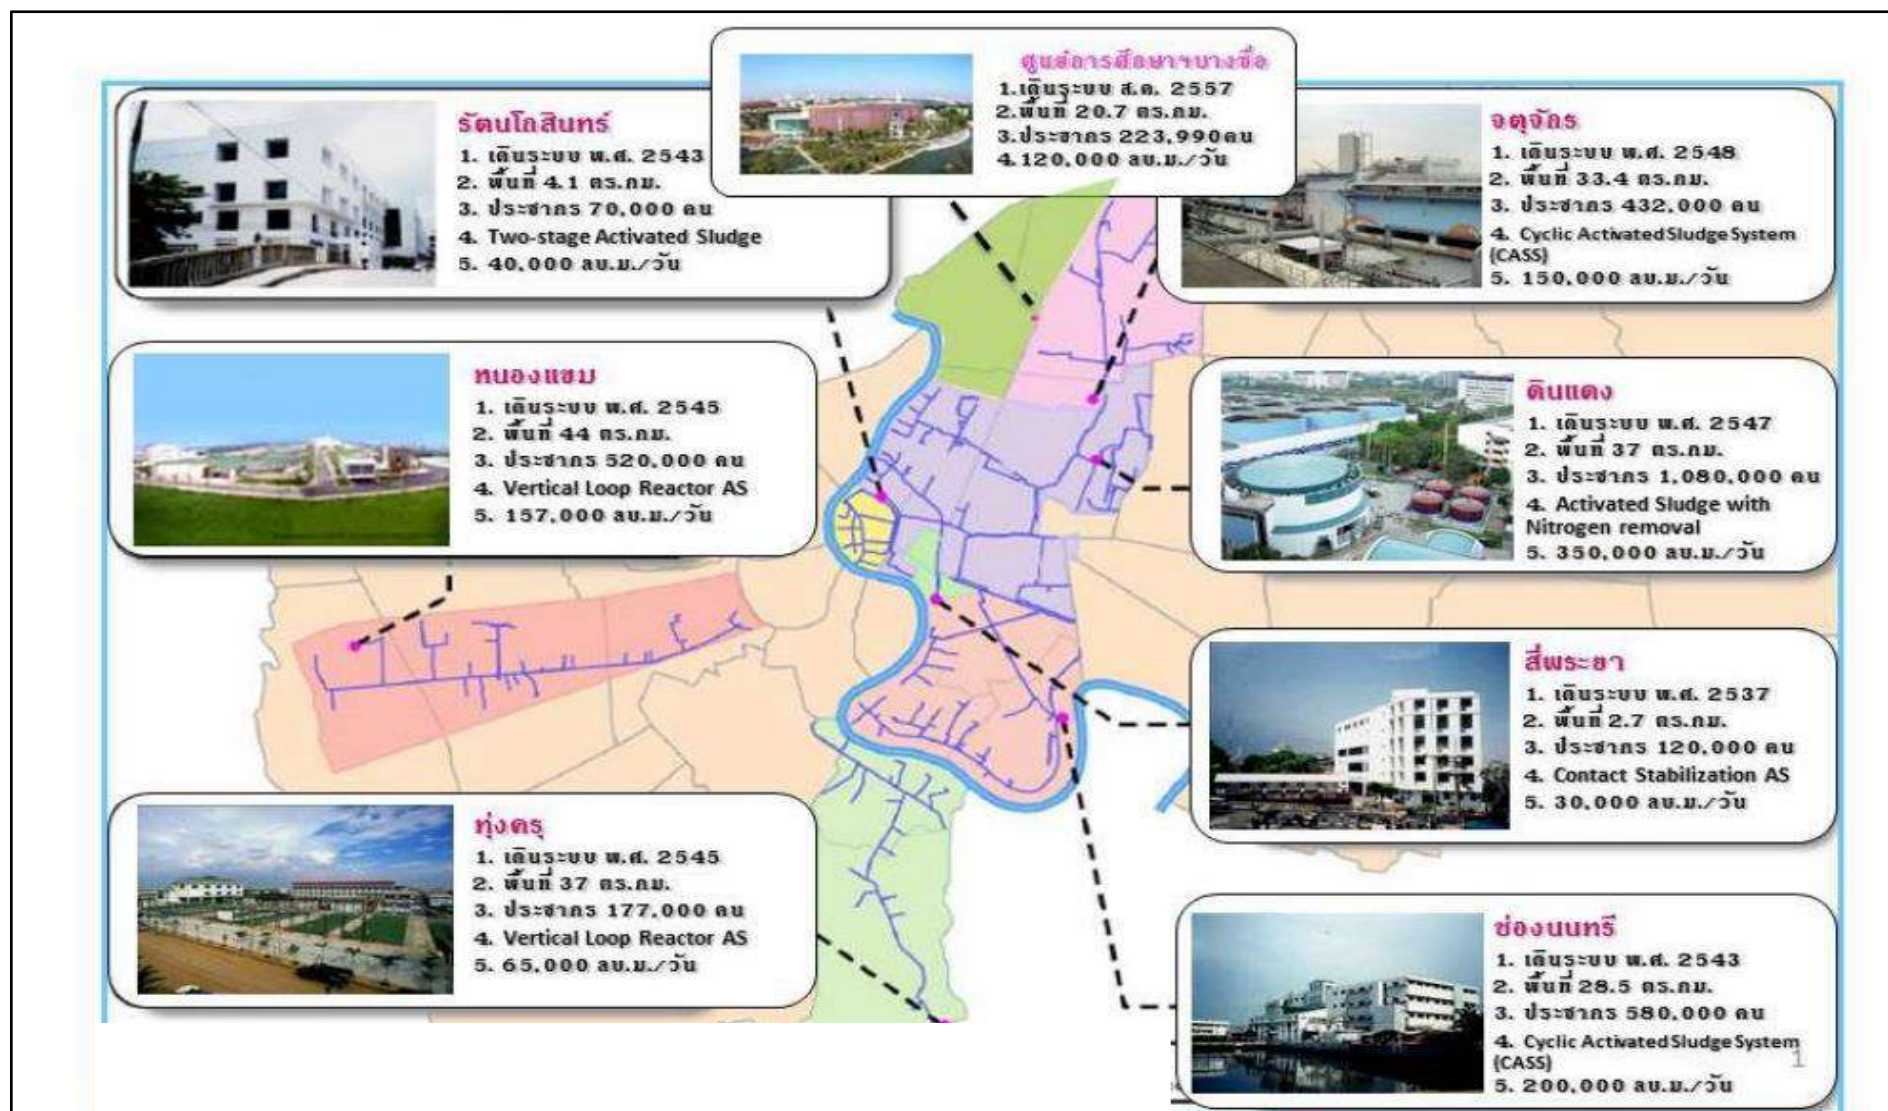 ศูนย์การศึกษาฯบางซื่อ
1.เดินระบบ ส.ค. 2557
2.พื้นที่ 20.7 ตร.กม.
3.ประชากร 223,990คน
4.120,000 ลบ.ม./วัน
รัตนโกสินทร์
1. เดินระบบ พ.ศ. 2543
2. พื้นที่ 4.1 ตร.กม.
3. ประชากร 70,000 คน
4. Two-stage Activated Sludge
5. 40,000 ลบ.ม./วัน
จตุจักร
1. เดินระบบ พ.ศ. 2548
2. พื้นที่ 33.4 ตร.กม.
3. ประชากร 432,000 คน
4. Cyclic Activated Sludge System
(CASS)
5. 150,000 ลบ.ม./วัน
หนองแขม
1. เดินระบบ พ.ศ. 2545
2. พื้นที่ 44 ตร.กม.
3. ประชากร 520,000 คน
4. Vertical Loop Reactor AS
5. 157,000 ลบ.ม./วัน
ดินแดง
1. เดินระบบ พ.ศ. 2547
2. พื้นที่ 37 ตร.กม.
3. ประชากร 1,080,000 คน
4. Activated Sludge with
Nitrogen removal
5. 350,000 ลบ.ม./วัน
สี่พระยา
1. เดินระบบ พ.ศ. 2537
2. พื้นที่ 2.7 ตร.กม.
3. ประชากร 120,000 คน
4. Contact Stabilization AS
5. 30,000 ลบ.ม./วัน
ทุ่งครุ
1. เดินระบบ พ.ศ. 2545
2. พื้นที่ 37 ตร.กม.
3. ประชากร 177,000 คน
4. Vertical Loop Reactor AS
5. 65,000 ลบ.ม./วัน
ช่องนนทรี
1. เดินระบบ พ.ศ. 2543
2. พื้นที่ 28.5 ตร.กม.
3. ประชากร 580,000 คน
4. Cyclic Activated Sludge System
(CASS)
5. 200,000 ลบ.ม./วัน
1